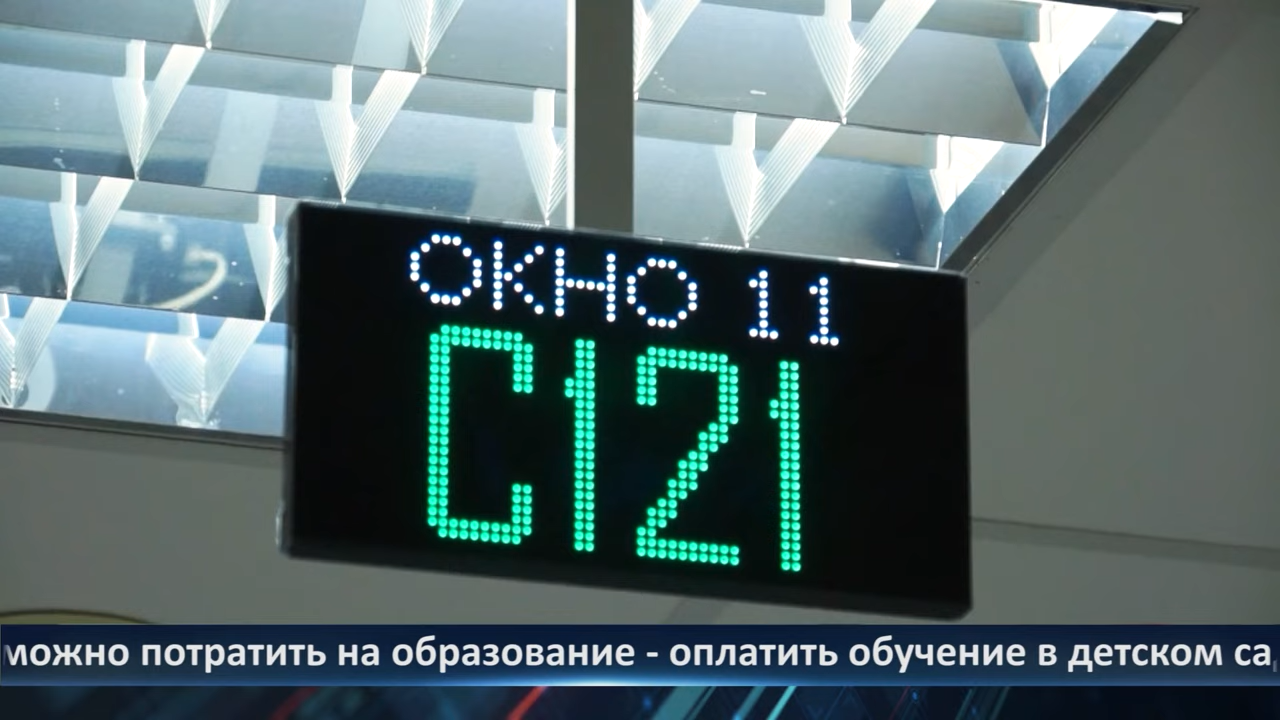 ОКНО 11
С121
можно потратить на образование - оплатить обучение в детском са